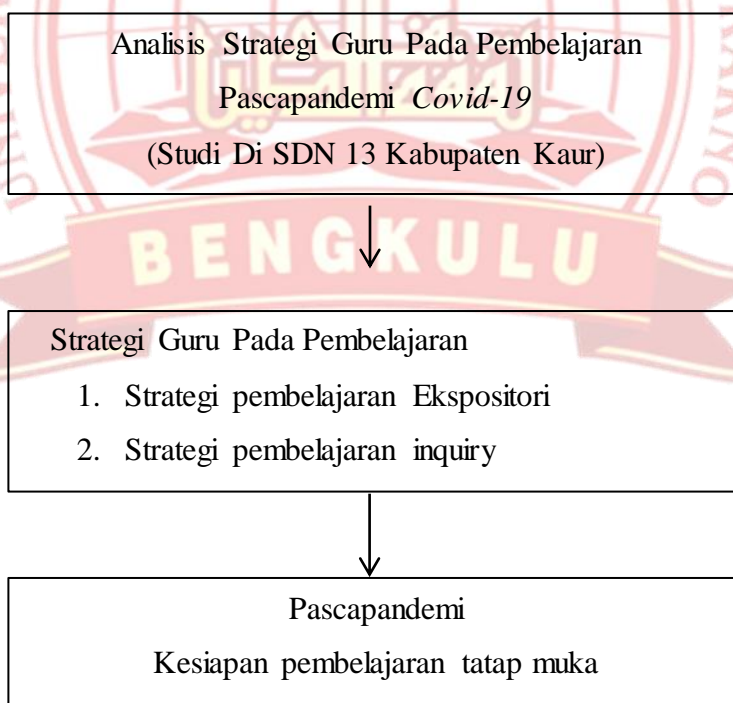 Analisis Strategi Guru Pada Pembelajaran
Pascapandemi Covid-19
(Studi Di SDN 13 Kabupaten Kaur)
BENGKULU
Strategi Guru Pada Pembelajaran
1. Strategi pembelajaran Ekspositori
2. Strategi pembelajaran inquiry
Pascapandemi
Kesiapan pembelajaran tatap muka